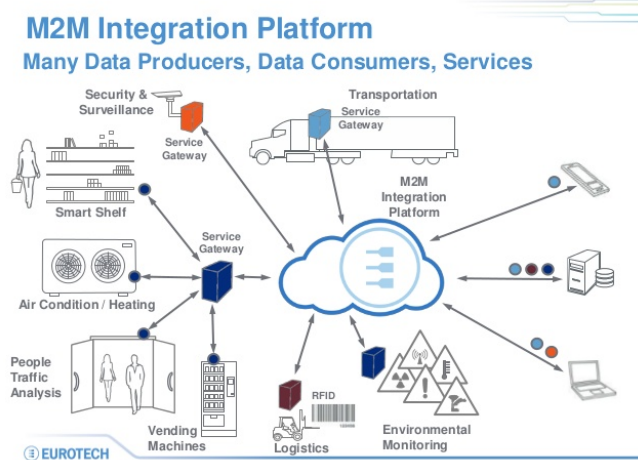 M2M Integration Platform
Many Data Producers, Data Consumers, Services
Security &
Surveillance
Service
Gateway
Transportation
Service
Gateway
Smart Shelf
M2M
Integration
Platform
Service
Gateway
Air Condition / Heating
People
Traffic
Analysis
Vending
Machines
RFID
Logistics
Environmental
Monitoring
EUROTECH